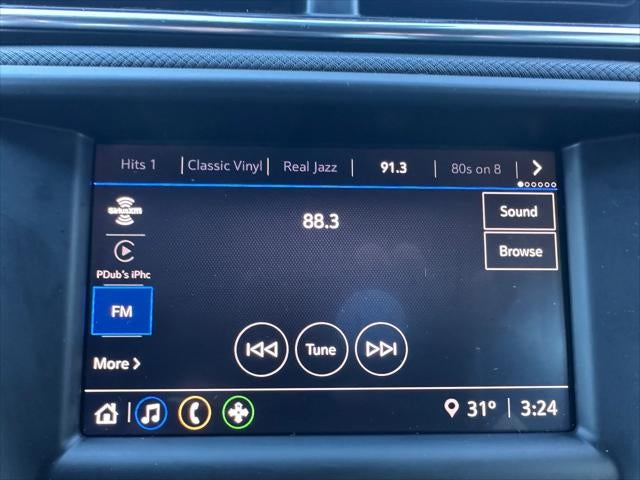 Hits 1 Classic Vinyl Real Jazz 91.3 80s on 8
SiriusXM
88.3
Sound
Browse
PDub's iPhc
FM
Tune
More
31° 3:24